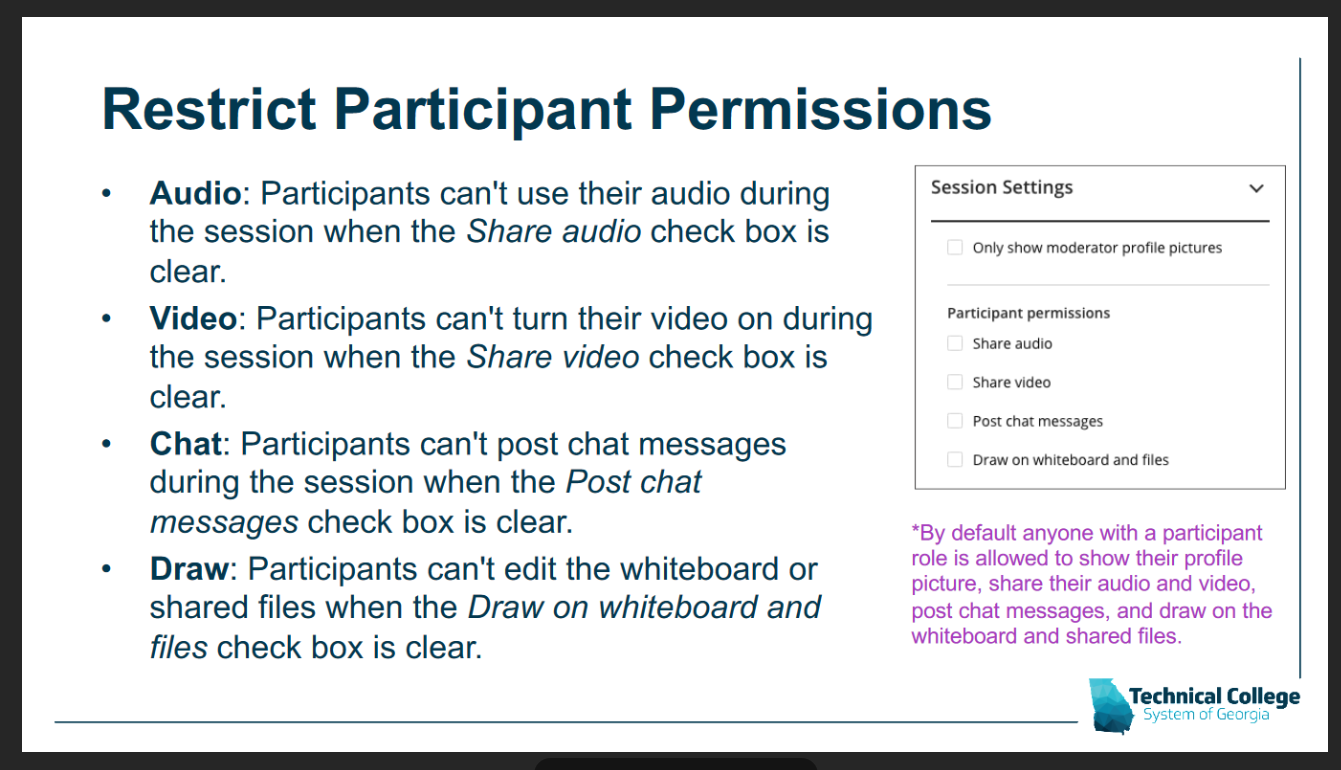 Restrict Participant Permissions
• Audio: Participants can't use their audio during
the session when the Share audio check box is
clear.
• Video: Participants can't turn their video on during
the session when the Share video check box is
clear.
• Chat: Participants can't post chat messages
during the session when the Post chat
messages check box is clear.
• Draw: Participants can't edit the whiteboard or
shared files when the Draw on whiteboard and
files check box is clear.
Session Settings
Only show moderator profile pictures
Participant permissions
Share audio
Share video
Post chat messages
Draw on whiteboard and files
*By default anyone with a participant
role is allowed to show their profile
picture, share their audio and video,
post chat messages, and draw on the
whiteboard and shared files.
Technical College
System of Georgia